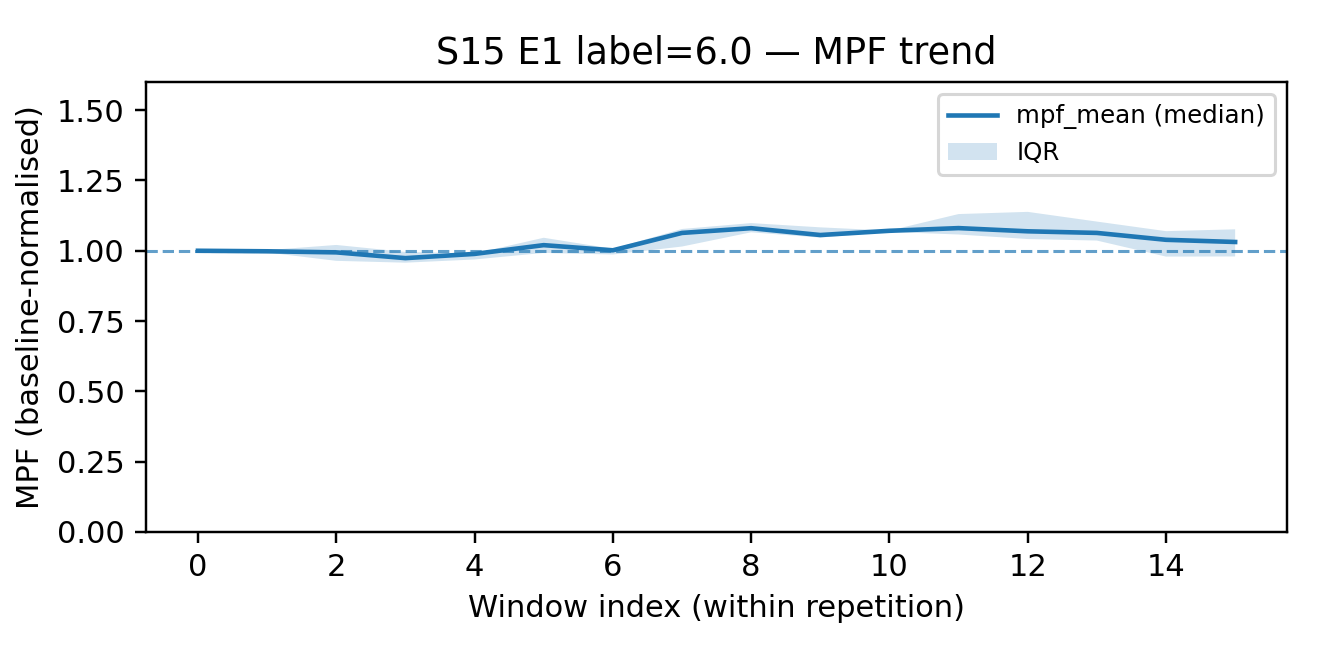 S15 E1 label=6.0 — MPF trend
MPF (baseline-normalised)
1.50
1.25
1.00
0.75
0.50
0.25
0.00
mpf_mean (median)
IQR
0 2 4 6 8 10 12 14
Window index (within repetition)